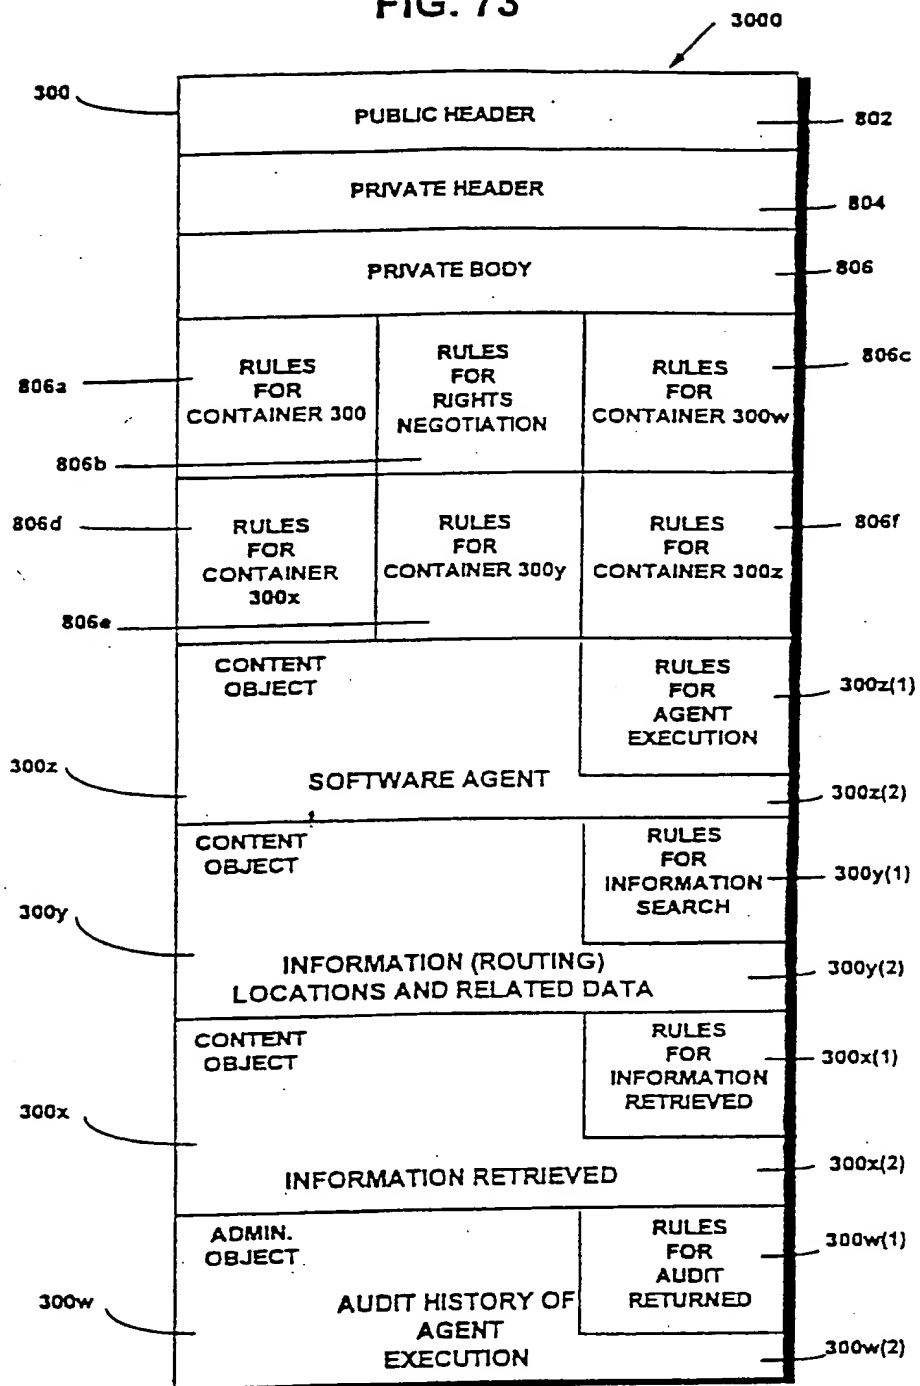 FIG. 73
3000
300
PUBLIC HEADER
802
PRIVATE HEADER
804
PRIVATE BODY
806
806a
RULES
FOR
CONTAINER 300
806b
RULES
FOR
RIGHTS
NEGOTIATION
806c
RULES
FOR
CONTAINER 300w
806d
RULES
FOR
CONTAINER
300x
806e
RULES
FOR
CONTAINER 300y
806f
RULES
FOR
CONTAINER 300z
CONTENT
OBJECT
RULES
FOR
AGENT
EXECUTION
300z(1)
300z
SOFTWARE AGENT
300z(2)
CONTENT
OBJECT
RULES
FOR
INFORMATION
SEARCH
300y(1)
300y
INFORMATION (ROUTING)
LOCATIONS AND RELATED DATA
300y(2)
CONTENT
OBJECT
RULES
FOR
INFORMATION
RETRIEVED
300x(1)
300x
INFORMATION RETRIEVED
300x(2)
ADMIN.
OBJECT
RULES
FOR
AUDIT
RETURNED
300w(1)
300w
AUDIT HISTORY OF
AGENT
EXECUTION
300w(2)